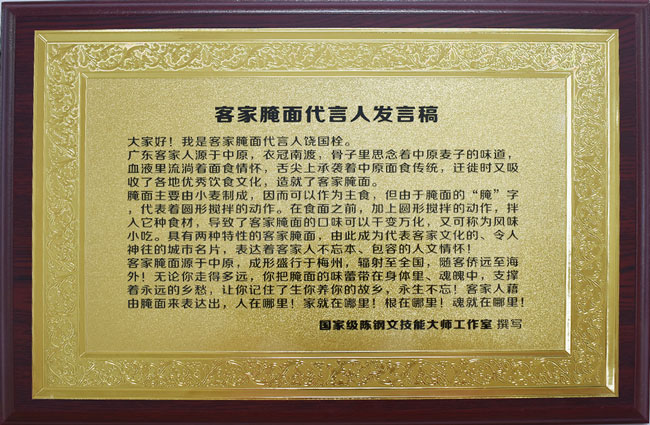 客家腌面代言人发言稿
大家好！我是客家腌面代言人饶国栓。
广东客家人源于中原，衣冠南渡，骨子里思念着中原麦子的味道，
血液里流淌着面食情怀，舌尖上承袭着中原面食传统，迁徙时又吸
收了各地优秀饮食文化，造就了客家腌面。
腌面主要由小麦制成，因而可以作为主食，但由于腌面的“腌”字
，代表着圆形搅拌的动作。在食面之前，加上圆形搅拌的动作，拌
入它种食材，导致了客家腌面的口味可以千变万化，又可称为风味
小吃。具有两种特性的客家腌面，由此成为代表客家文化的、令人
神往的城市名片，表达着客家人不忘本、包容的人文情怀！
客家腌面源于中原，成形盛行于梅州，辐射至全国，随客侨远至海
外！无论你走得多远，你把腌面的味蕾带在身体里、魂魄中，支撑
着永远的乡愁，让你记住了生你养你的故乡，永生不忘！客家人藉
由腌面来表达出，人在哪里！家就在嘟里！根在哪里！魂就在哪里！
国家级陈钢文技能大师工作室 撰写